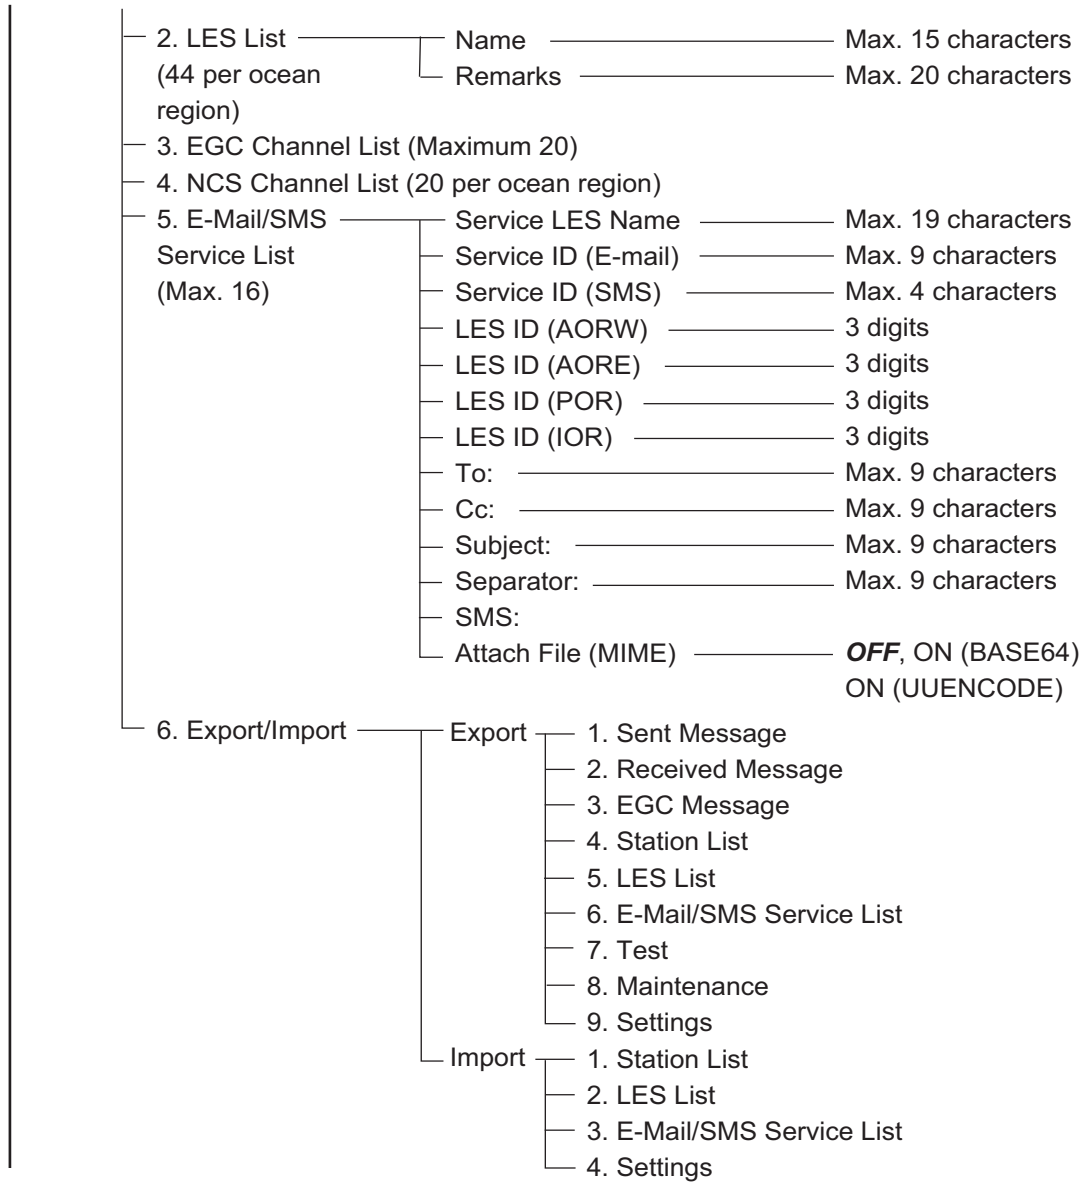 2. LES List Name Max. 15 characters
(44 per ocean Remarks Max. 20 characters
region)
3. EGC Channel List (Maximum 20)
4. NCS Channel List (20 per ocean region)
5. E-Mail/SMS Service LES Name Max. 19 characters
Service List Service ID (E-mail) Max. 9 characters
(Max. 16) Service ID (SMS) Max. 4 characters
LES ID (AORW) 3 digits
LES ID (AORE) 3 digits
LES ID (POR) 3 digits
LES ID (IOR) 3 digits
To: Max. 9 characters
Cc: Max. 9 characters
Subject: Max. 9 characters
Separator: Max. 9 characters
SMS:
Attach File (MIME) OFF, ON (BASE64)
ON (UUENCODE)
6. Export/Import Export 1. Sent Message
2. Received Message
3. EGC Message
4. Station List
5. LES List
6. E-Mail/SMS Service List
7. Test
8. Maintenance
9. Settings
Import 1. Station List
2. LES List
3. E-Mail/SMS Service List
4. Settings